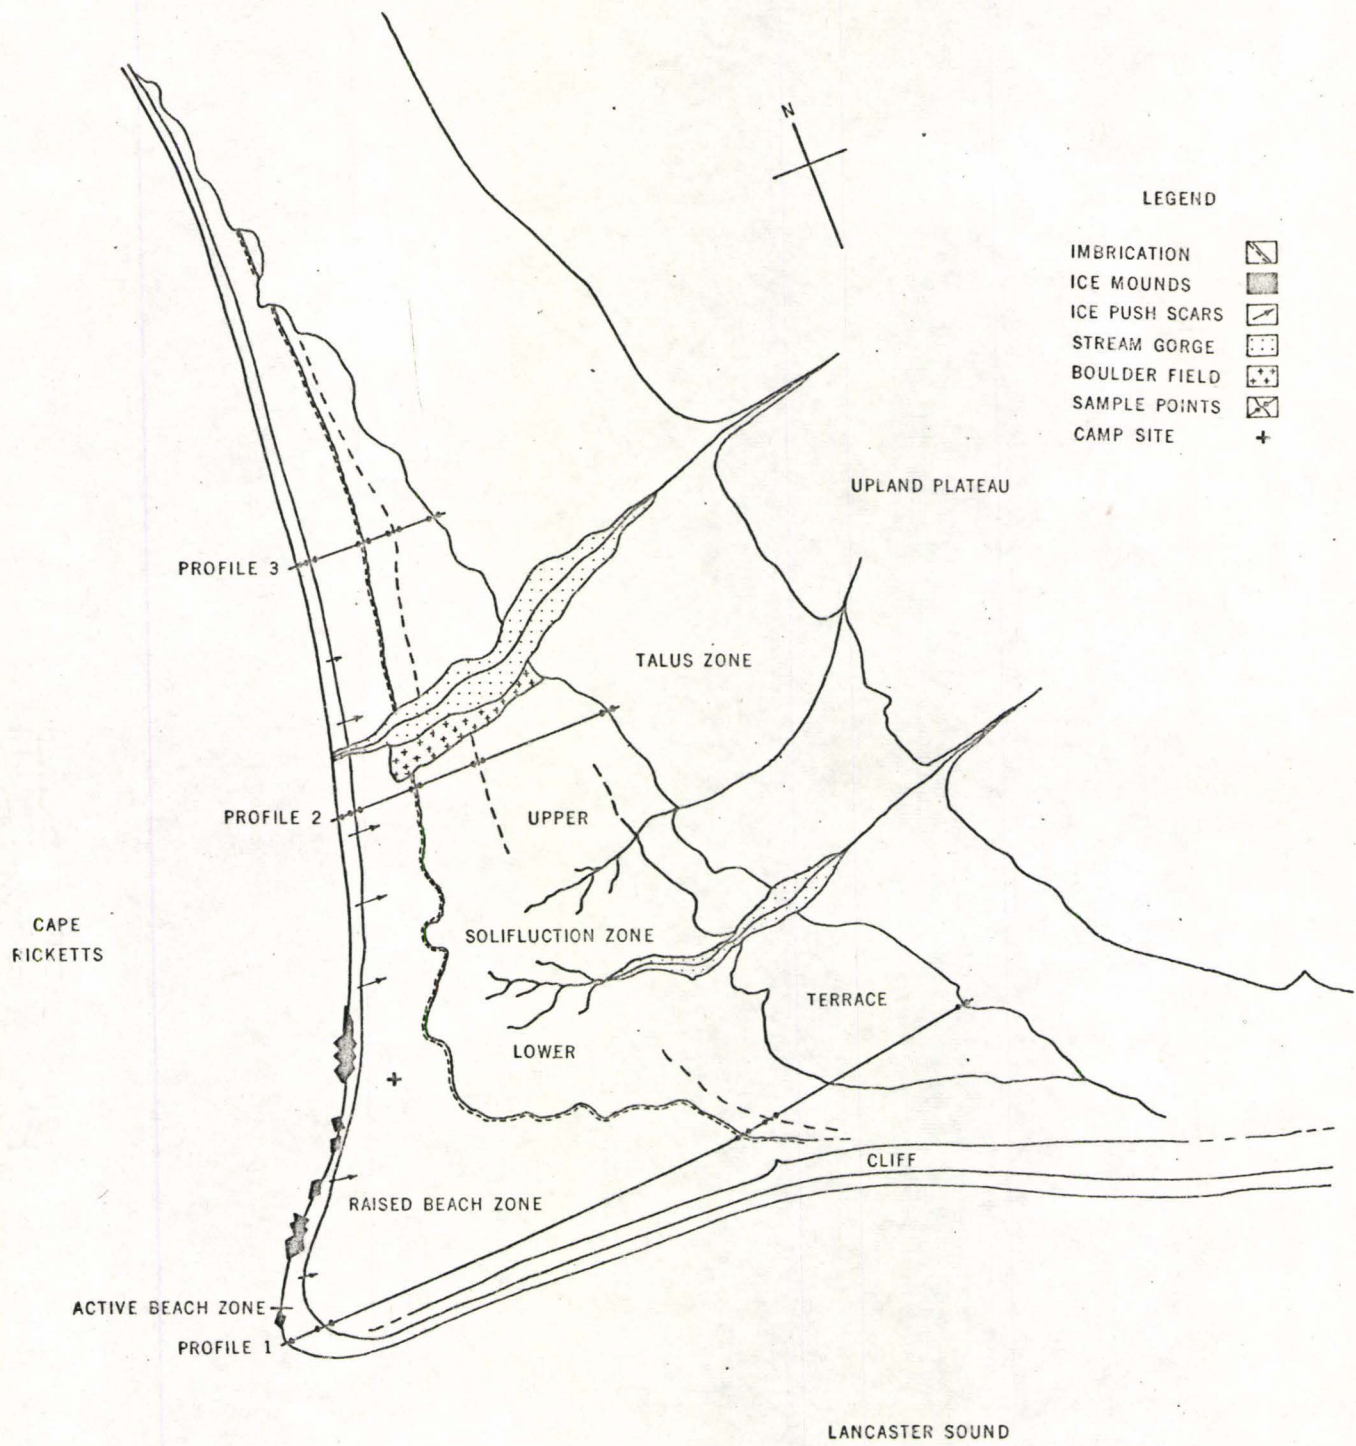 N
LEGEND
IMBRICATION
ICE MOUNDS
ICE PUSH SCARS
STREAM GORGE
BOULDER FIELD
SAMPLE POINTS
CAMP SITE
UPLAND PLATEAU
PROFILE 3
TALUS ZONE
PROFILE 2
UPPER
CAPE
RICKETTS
SOLIFLUCTION ZONE
TERRACE
LOWER
CLIFF
RAISED BEACH ZONE
ACTIVE BEACH ZONE
PROFILE 1
LANCASTER SOUND